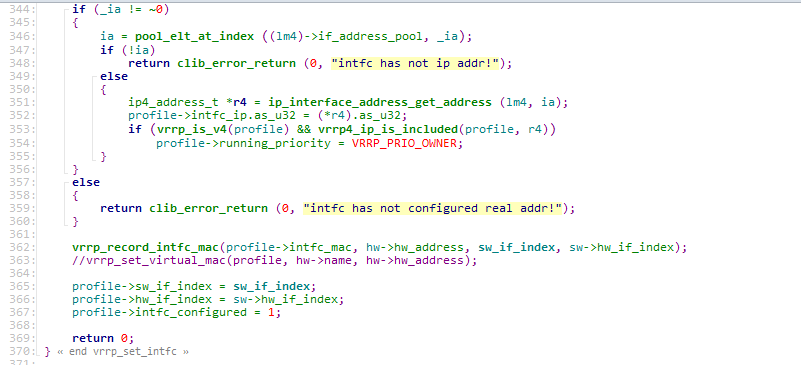 344: if (_ia != ~0)
345: {
346: ia = pool_elt_at_index ((lm4)->if_address_pool, _ia);
347: if (!ia)
348: return clib_error_return (0, "intfc has not ip addr!");
349: else
350: {
351: ip4_address_t *r4 = ip_interface_address_get_address (lm4, ia);
352: profile->intfc_ip.as_u32 = (*r4).as_u32;
353: if (vrrp_is_v4(profile) && vrrp4_ip_is_included(profile, r4))
354: profile->running_priority = VRRP_PRIO_OWNER;
355: }
356: }
357: else
358: {
359: return clib_error_return (0, "intfc has not configured real addr!");
360: }
361:
362: vrrp_record_intfc_mac(profile->intfc_mac, hw->hw_address, sw_if_index, sw->hw_if_index);
363: //vrrp_set_virtual_mac(profile, hw->name, hw->hw_address);
364:
365: profile->sw_if_index = sw_if_index;
366: profile->hw_if_index = sw->hw_if_index;
367: profile->intfc_configured = 1;
368:
369: return 0;
370: } « end vrrp_set_intfc »
371: